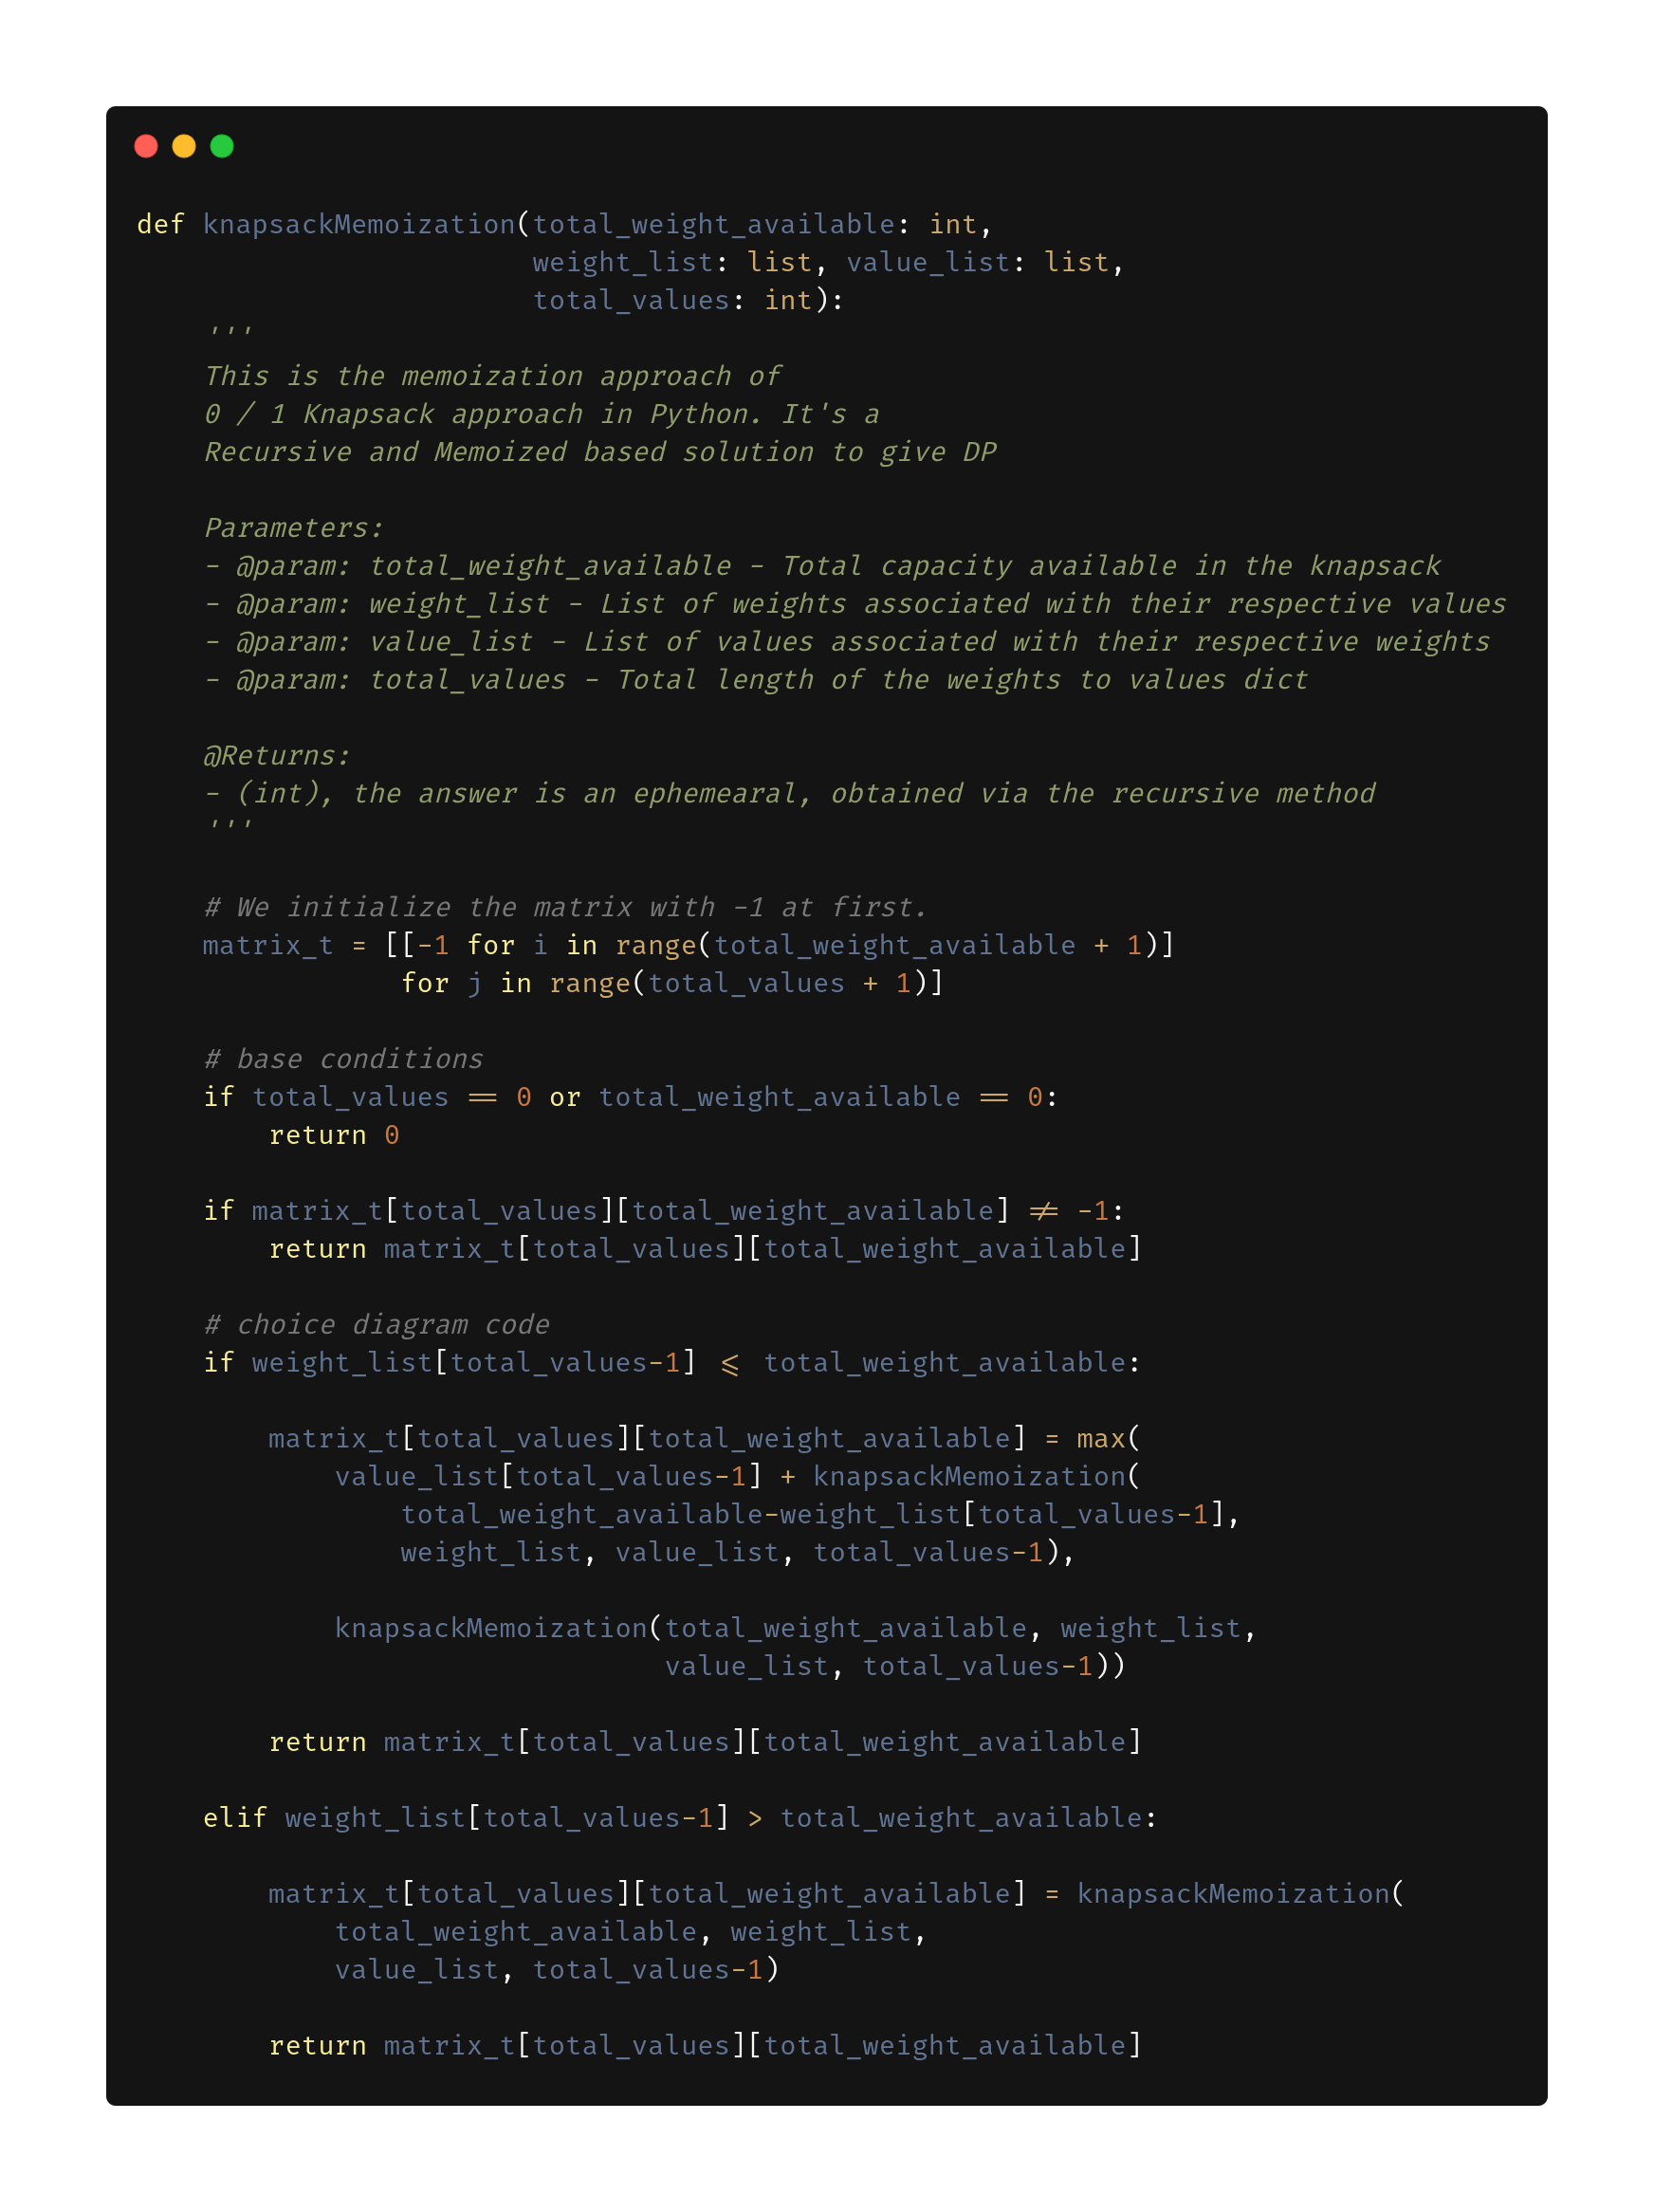 def knapsackMemoization(total_weight_available: int,
                        weight_list: list, value_list: list,
                        total_values: int):
    '''
    This is the memoization approach of
    0 / 1 Knapsack approach in Python. It's a
    Recursive and Memoized based solution to give DP

    Parameters:
    - @param: total_weight_available - Total capacity available in the knapsack
    - @param: weight_list - List of weights associated with their respective values
    - @param: value_list - List of values associated with their respective weights
    - @param: total_values - Total length of the weights to values dict

    @Returns:
    - (int), the answer is an ephemearal, obtained via the recursive method
    '''

    # We initialize the matrix with -1 at first.
    matrix_t = [[-1 for i in range(total_weight_available + 1)]
                for j in range(total_values + 1)]

    # base conditions
    if total_values == 0 or total_weight_available == 0:
        return 0

    if matrix_t[total_values][total_weight_available] != -1:
        return matrix_t[total_values][total_weight_available]

    # choice diagram code
    if weight_list[total_values-1] <= total_weight_available:

        matrix_t[total_values][total_weight_available] = max(
            value_list[total_values-1] + knapsackMemoization(
                total_weight_available-weight_list[total_values-1],
                weight_list, value_list, total_values-1),

            knapsackMemoization(total_weight_available, weight_list,
                                value_list, total_values-1))

        return matrix_t[total_values][total_weight_available]

    elif weight_list[total_values-1] > total_weight_available:

        matrix_t[total_values][total_weight_available] = knapsackMemoization(
            total_weight_available, weight_list,
            value_list, total_values-1)

        return matrix_t[total_values][total_weight_available]